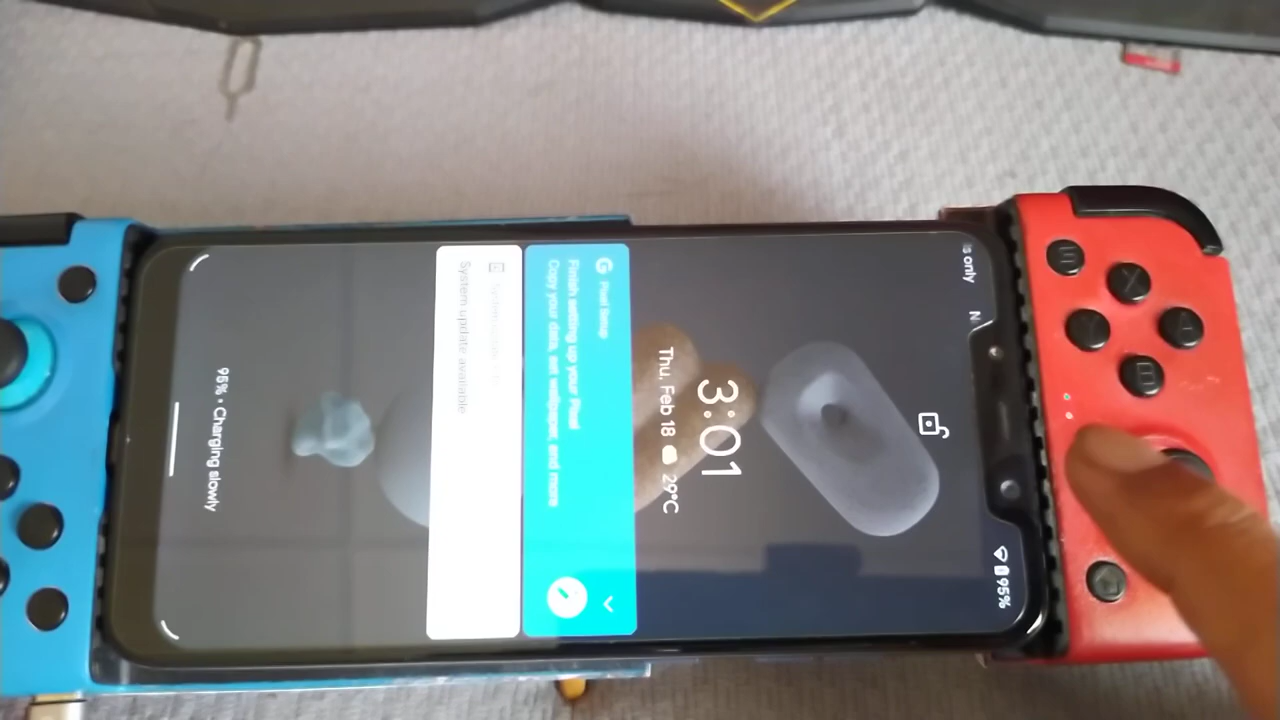 s only
N
95%
3:01
Thu, Feb 18 29°C
G Pixel Setup
Finish setting up your Pixel
Copy your data, set wallpaper, and more
System update available
95% • Charging slowly
X
B